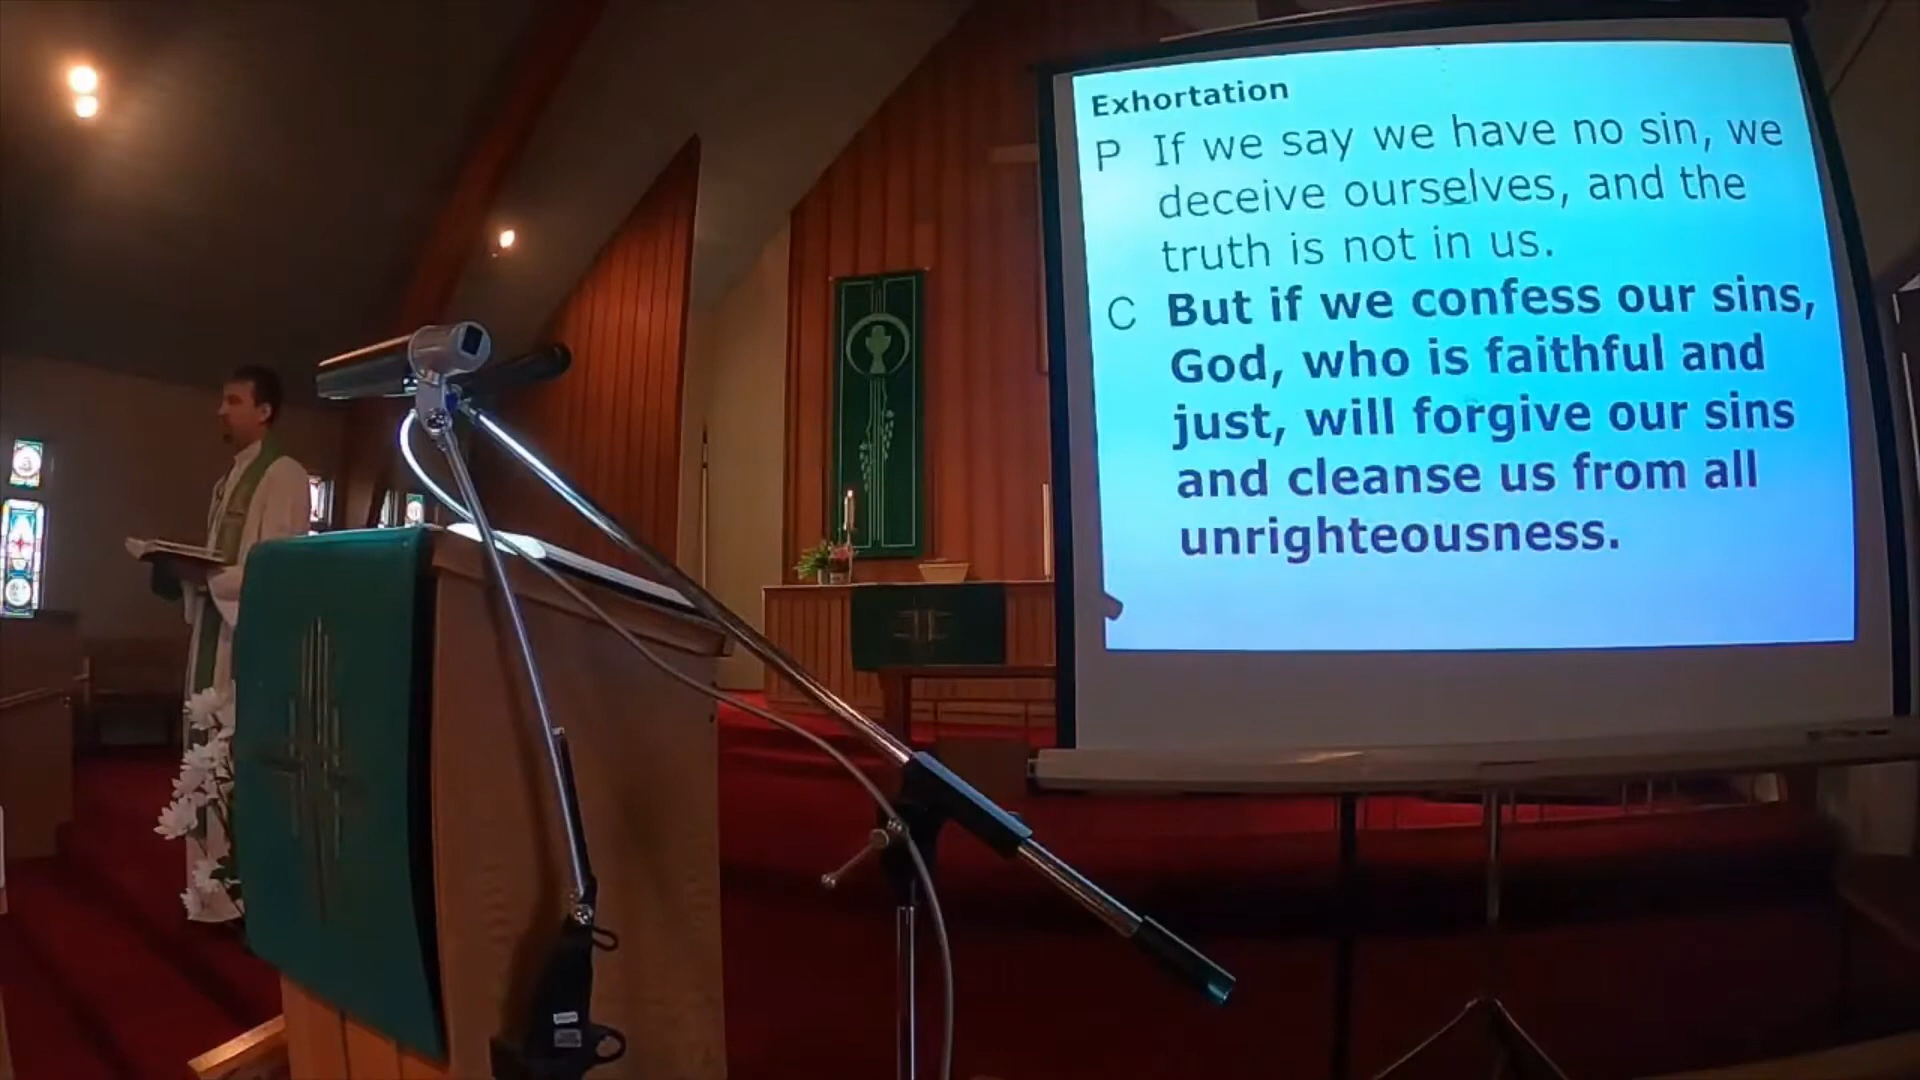 Exhortation
P If we say we have no sin, we
deceive ourselves, and the
truth is not in us.
C But if we confess our sins,
God, who is faithful and
just, will forgive our sins
and cleanse us from all
unrighteousness.